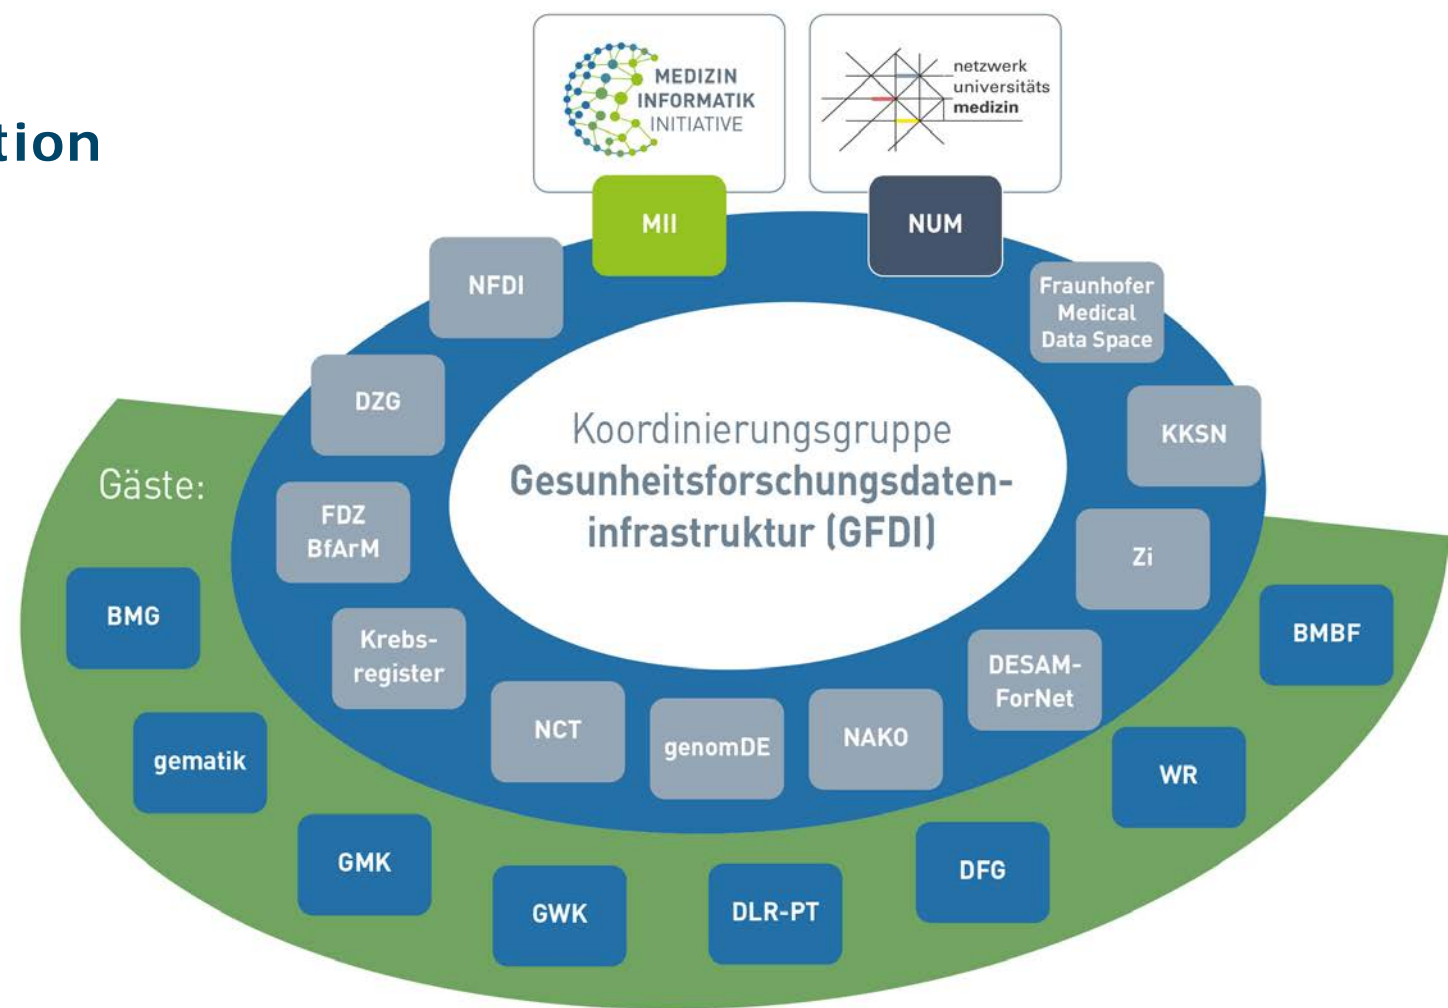 tion
MEDIZIN
INFORMATIK
INITIATIVE
netzwerk
universitäts
medizin
MII
NUM
NFDI
Fraunhofer
Medical
Data Space
DZG
KKSN
Koordinierungsgruppe
Gesunheitsforschungsdaten-
infrastruktur (GFDI)
Gäste:
FDZ
BfArM
Zi
BMG
BMBF
Krebs-
register
DESAM-
ForNet
NCT
genomDE
NAKO
gematik
WR
GMK
GWK
DLR-PT
DFG